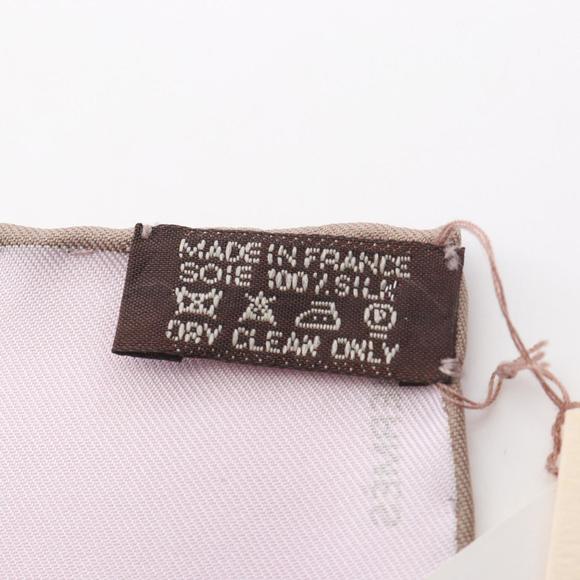 MADE IN FRANCE
SOIE 100% SILK
DRY CLEAN ONLY